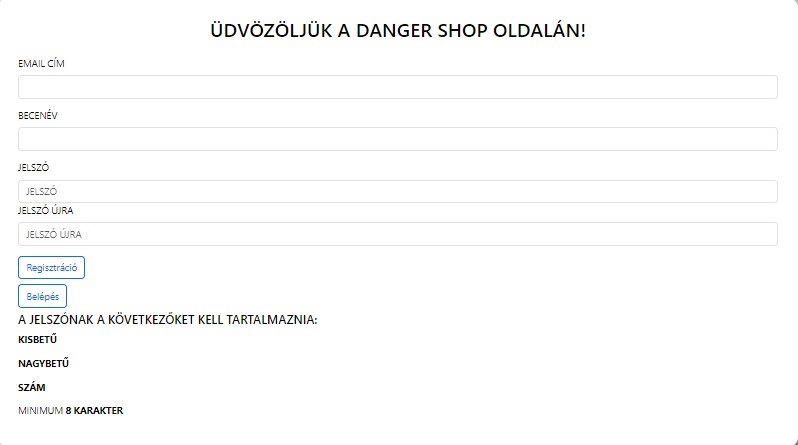 ÜDVÖZÖLJÜK A DANGER SHOP OLDALÁN!
EMAIL CÍM
BECENÉV
JELSZÓ
JELSZÓ
JELSZÓ ÚJRA
JELSZÓ ÚJRA
Regisztráció
Belépés
A JELSZÓNAK A KÖVETKEZŐKET KELL TARTALMAZNIA:
KISBETŰ
NAGYBETŰ
SZÁM
MINIMUM 8 KARAKTER